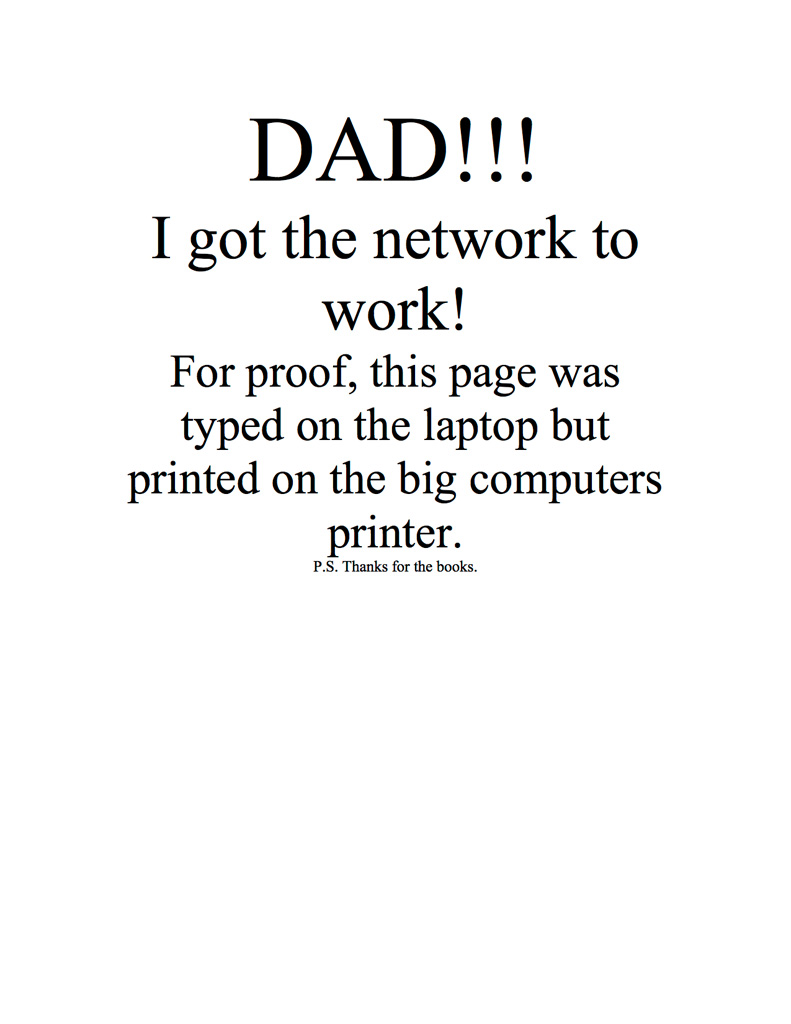 DAD!!!
I got the network to
work!
For proof, this page was
typed on the laptop but
printed on the big computers
printer.
P.S. Thanks for the books.